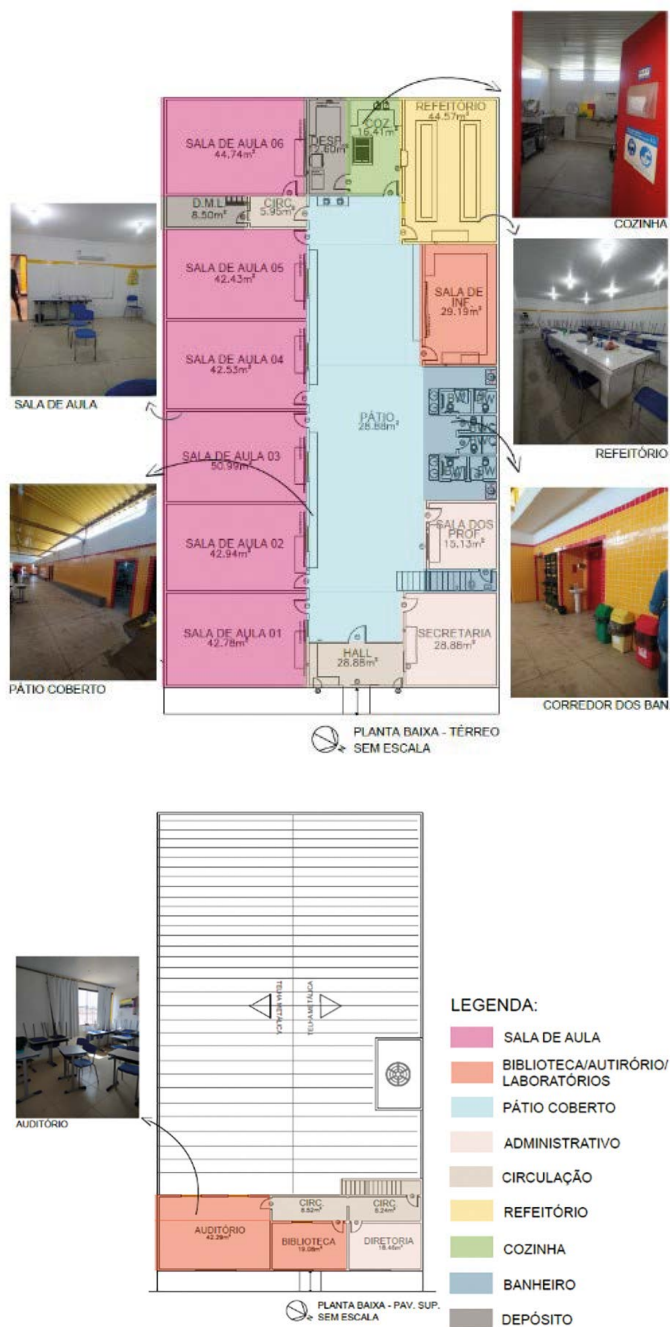 REFEITÓRIO
44.57m²
COZ.
16.41m²
DESP.
SALA DE AULA 06
44.74m²
D.M.L
8.50m²
CIRC.
5.95m²
COZINHA
SALA DE AULA 05
42.43m²
SALA DE INF.
29.19m²
SALA DE AULA 04
42.53m²
SALA DE AULA
REFEITÓRIO
PÁTIO
28.88m²
SALA DE AULA 03
50.99m²
SALA DOS
PROF.
15.13m²
SALA DE AULA 02
42.94m²
SALA DE AULA 01
42.78m²
SECRETARIA
28.88m²
HALL
28.88m²
PÁTIO COBERTO
CORREDOR DOS BAN
PLANTA BAIXA - TÉRREO
SEM ESCALA
N
TELHA METÁLICA
TELHA METÁLICA
AUDITÓRIO
CIRC.
CIRC.
AUDITÓRIO
42.29m²
BIBLIOTECA
DIRETORIA
PLANTA BAIXA - PAV. SUP.
SEM ESCALA
N
LEGENDA:
SALA DE AULA
BIBLIOTECA/AUTIRÓRIO/
LABORATÓRIOS
PÁTIO COBERTO
ADMINISTRATIVO
CIRCULAÇÃO
REFEITÓRIO
COZINHA
BANHEIRO
DEPÓSITO